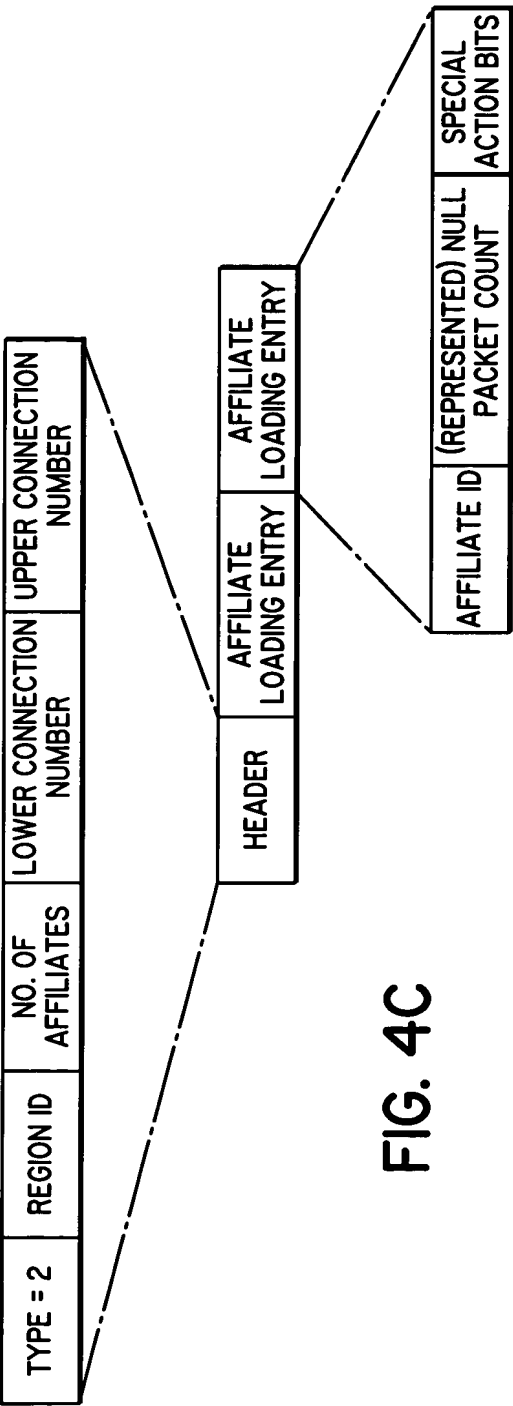 TYPE = 2
REGION ID
NO. OF
AFFILIATES
LOWER CONNECTION
NUMBER
UPPER CONNECTION
NUMBER
HEADER
AFFILIATE
LOADING ENTRY
AFFILIATE
LOADING ENTRY
AFFILIATE ID
(REPRESENTED) NULL
PACKET COUNT
SPECIAL
ACTION BITS
FIG. 4C